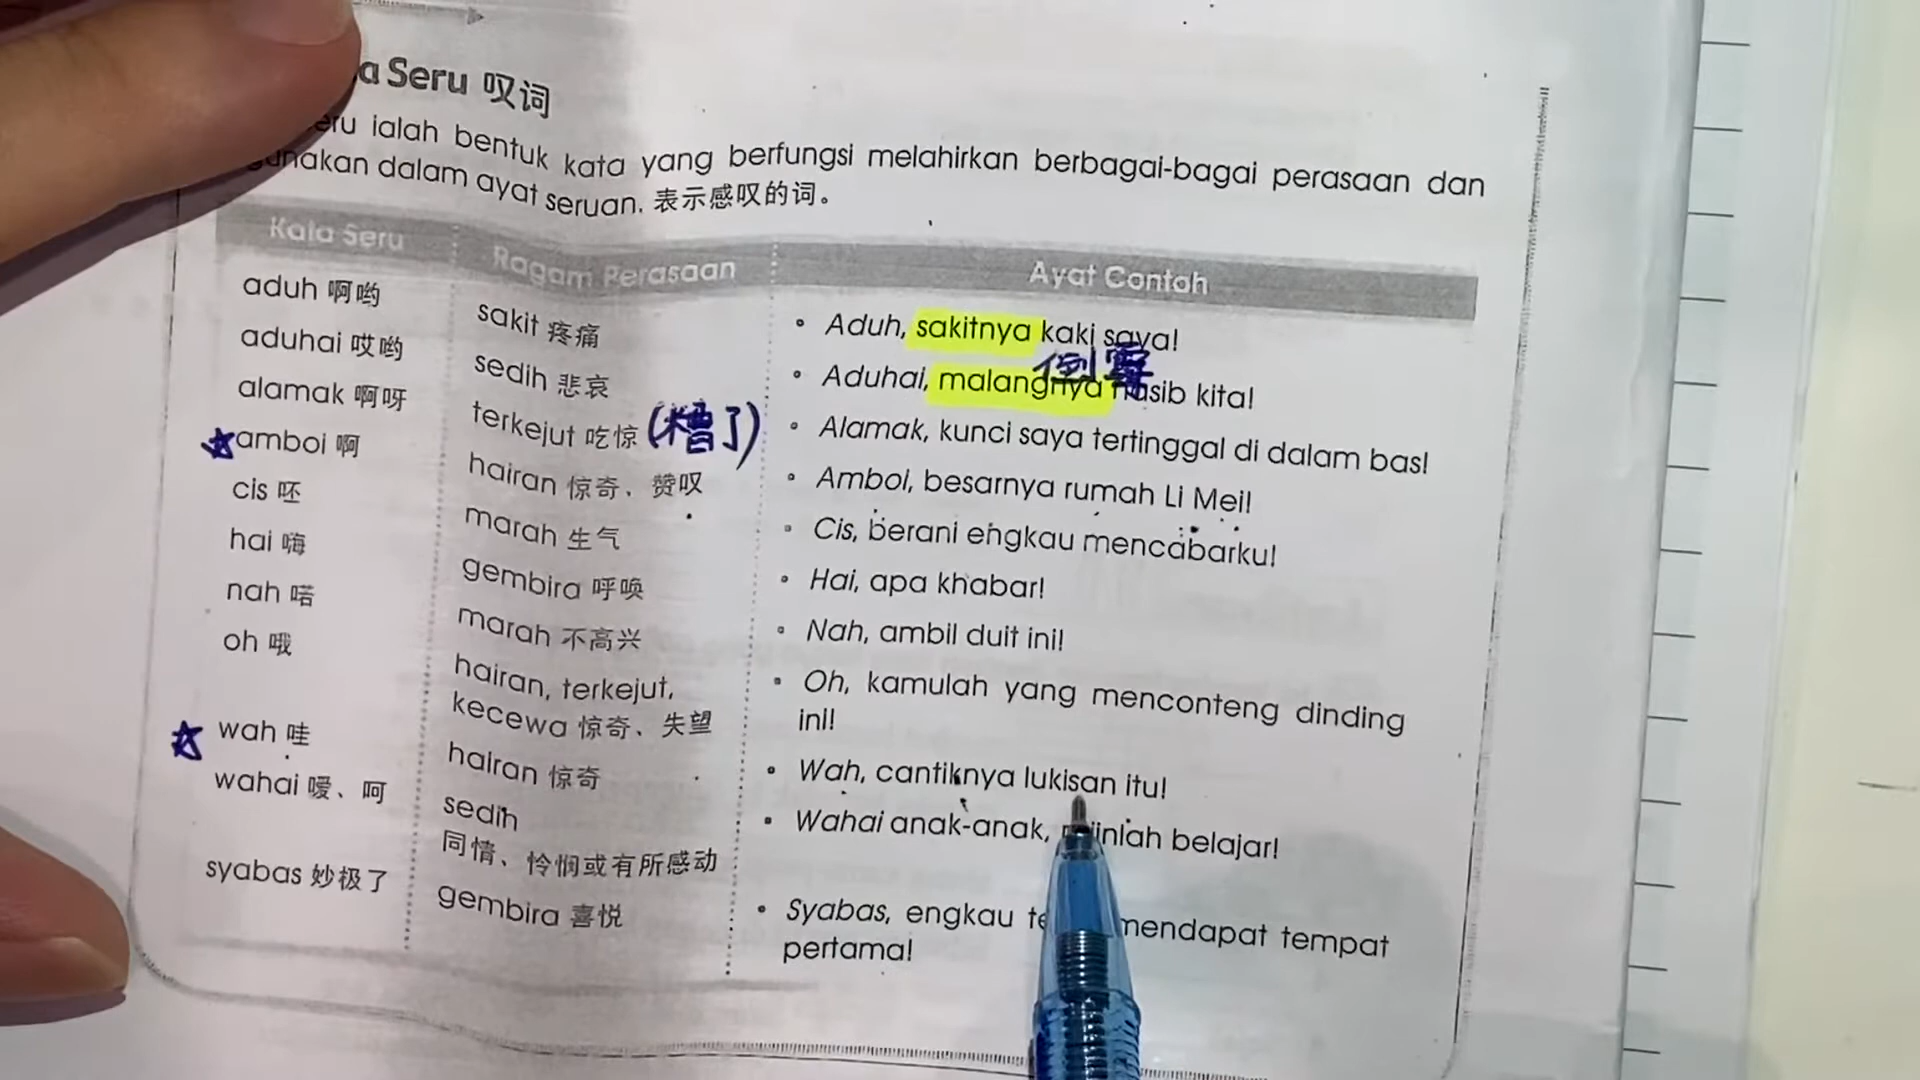 Seru 叹词
ialah bentuk kata yang berfungsi melahirkan berbagai-bagai perasaan dan
dalam ayat seruan. 表示感叹的词。
Kata Seru Ragam Perasaan Ayat Contoh
aduh 啊哟 sakit 疼痛 • Aduh, sakitnya kaki saya!
倒霉
aduhai 哎哟 sedih 悲哀 • Aduhai, malangnya nasib kita!
alamak 啊呀 terkejut 吃惊 (糟了) • Alamak, kunci saya tertinggal di dalam bas!
☆ amboi 啊 hairan 惊奇、赞叹 • Amboi, besarnya rumah Li Mei!
cis 呸 marah 生气 • Cis, berani engkau mencabarku!
hai 嗨 gembira 呼唤 • Hai, apa khabar!
nah 喏 marah 不高兴 • Nah, ambil duit ini!
oh 哦 hairan, terkejut, • Oh, kamulah yang menconteng dinding
kecewa 惊奇、失望 ini!
☆ wah 哇 hairan 惊奇 • Wah, cantiknya lukisan itu!
wahai 嗳、呵 sedih • Wahai anak-anak, belajar!
同情、怜悯或有所感动
syabas 妙极了 gembira 喜悦 • Syabas, engkau mendapat tempat
pertama!